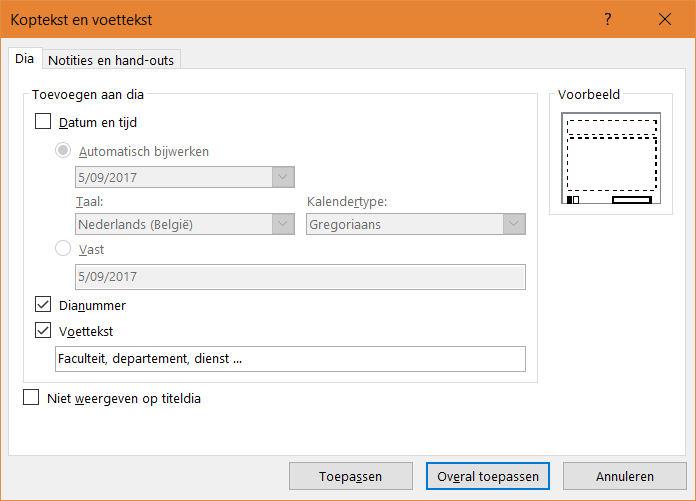 Koptekst en voettekst ?
Dia Notities en hand-outs
Toevoegen aan dia Voorbeeld
Datum en tijd
Automatisch bijwerken
5/09/2017
Taal: Kalendertype:
Nederlands (België) Gregoriaans
Vast
5/09/2017
Dianummer
Voettekst
Faculteit, departement, dienst ...
Niet weergeven op titeldia
Toepassen Overal toepassen Annuleren